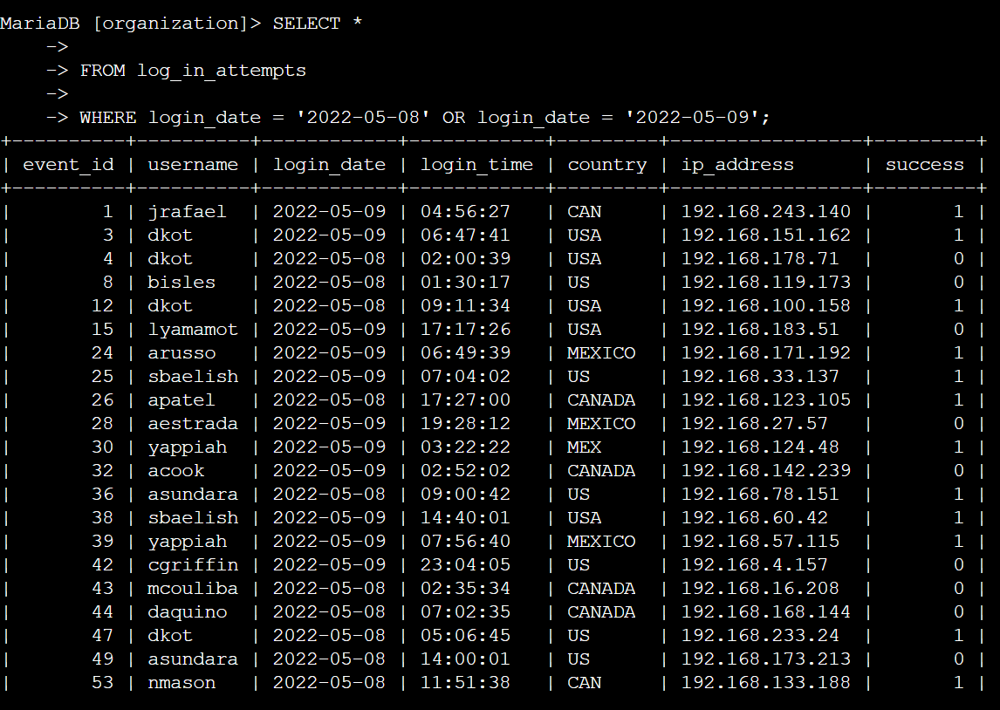 MariaDB [organization]> SELECT *
    ->
    -> FROM log_in_attempts
    ->
    -> WHERE login_date = '2022-05-08' OR login_date = '2022-05-09';
+----------+----------+------------+------------+---------+-----------------+---------+
| event_id | username | login_date | login_time | country | ip_address      | success |
+----------+----------+------------+------------+---------+-----------------+---------+
|        1 | jrafael  | 2022-05-09 | 04:56:27   | CAN     | 192.168.243.140 |       1 |
|        3 | dkot     | 2022-05-09 | 06:47:41   | USA     | 192.168.151.162 |       1 |
|        4 | dkot     | 2022-05-08 | 02:00:39   | USA     | 192.168.178.71  |       0 |
|        8 | bisles   | 2022-05-08 | 01:30:17   | US      | 192.168.119.173 |       0 |
|       12 | dkot     | 2022-05-08 | 09:11:34   | USA     | 192.168.100.158 |       1 |
|       15 | lyamamot | 2022-05-09 | 17:17:26   | USA     | 192.168.183.51  |       0 |
|       24 | arusso   | 2022-05-09 | 06:49:39   | MEXICO  | 192.168.171.192 |       1 |
|       25 | sbaelish | 2022-05-09 | 07:04:02   | US      | 192.168.33.137  |       1 |
|       26 | apatel   | 2022-05-08 | 17:27:00   | CANADA  | 192.168.123.105 |       1 |
|       28 | aestrada | 2022-05-09 | 19:28:12   | MEXICO  | 192.168.27.57   |       0 |
|       30 | yappiah  | 2022-05-09 | 03:22:22   | MEX     | 192.168.124.48  |       1 |
|       32 | acook    | 2022-05-09 | 02:52:02   | CANADA  | 192.168.142.239 |       0 |
|       36 | asundara | 2022-05-08 | 09:00:42   | US      | 192.168.78.151  |       1 |
|       38 | sbaelish | 2022-05-09 | 14:40:01   | USA     | 192.168.60.42   |       1 |
|       39 | yappiah  | 2022-05-09 | 07:56:40   | MEXICO  | 192.168.57.115  |       1 |
|       42 | cgriffin | 2022-05-09 | 23:04:05   | US      | 192.168.4.157   |       0 |
|       43 | mcouliba | 2022-05-08 | 02:35:34   | CANADA  | 192.168.16.208  |       0 |
|       44 | daquino  | 2022-05-08 | 07:02:35   | CANADA  | 192.168.168.144 |       0 |
|       47 | dkot     | 2022-05-08 | 05:06:45   | US      | 192.168.233.24  |       1 |
|       49 | asundara | 2022-05-08 | 14:00:01   | US      | 192.168.173.213 |       0 |
|       53 | nmason   | 2022-05-08 | 11:51:38   | CAN     | 192.168.133.188 |       1 |